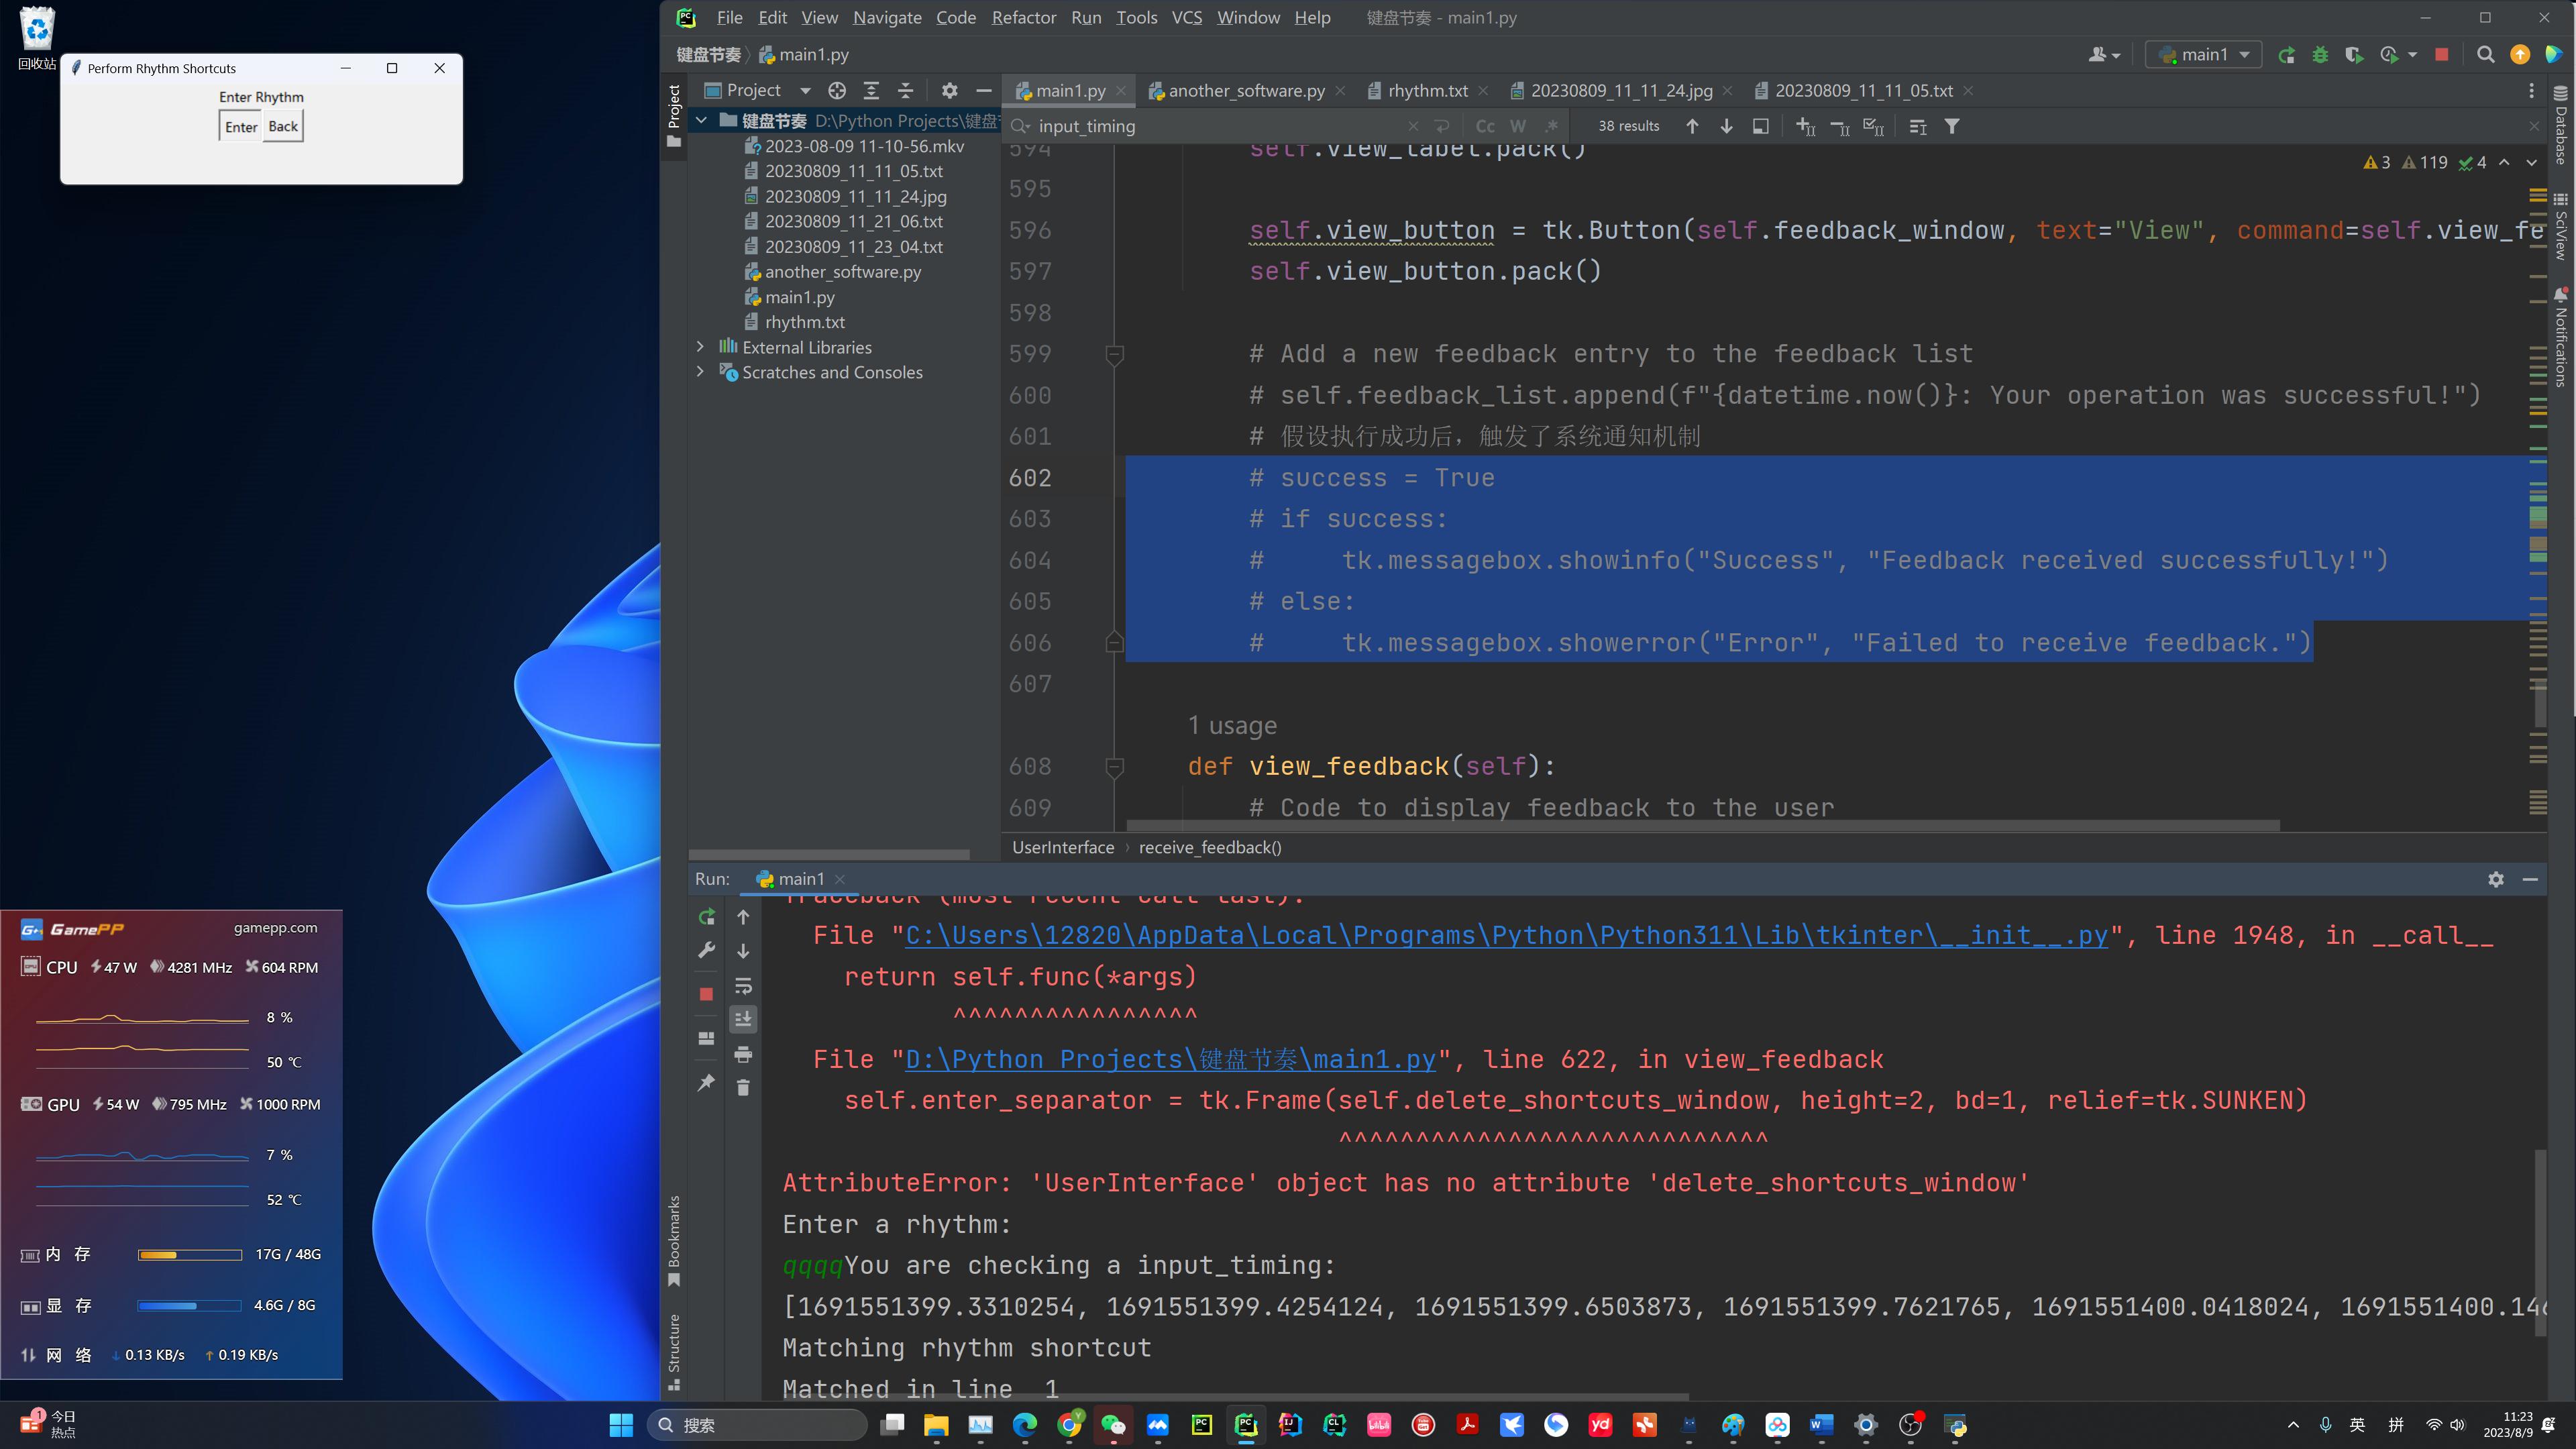 回收站
Perform Rhythm Shortcuts
Enter Rhythm
Enter Back
GamePP gamepp.com
CPU 47 W 4281 MHz 604 RPM
8 %
50 ℃
GPU 54 W 795 MHz 1000 RPM
7 %
52 ℃
内 存 17G / 48G
显 存 4.6G / 8G
网 络 0.13 KB/s 0.19 KB/s
File Edit View Navigate Code Refactor Run Tools VCS Window Help 键盘节奏 - main1.py
键盘节奏 main1.py main1
Project
Project
键盘节奏 D:\Python Projects\键盘节
2023-08-09 11-10-56.mkv
20230809_11_11_05.txt
20230809_11_11_24.jpg
20230809_11_21_06.txt
20230809_11_23_04.txt
another_software.py
main1.py
rhythm.txt
External Libraries
Scratches and Consoles
main1.py another_software.py rhythm.txt 20230809_11_11_24.jpg 20230809_11_11_05.txt
input_timing Cc W .* 38 results
3 119 4
594 self.view_label.pack()
595
596 self.view_button = tk.Button(self.feedback_window, text="View", command=self.view_fe
597 self.view_button.pack()
598
599 # Add a new feedback entry to the feedback list
600 # self.feedback_list.append(f"{datetime.now()}: Your operation was successful!")
601 # 假设执行成功后，触发了系统通知机制
602 # success = True
603 # if success:
604 #     tk.messagebox.showinfo("Success", "Feedback received successfully!")
605 # else:
606 #     tk.messagebox.showerror("Error", "Failed to receive feedback.")
607
1 usage
608 def view_feedback(self):
609 # Code to display feedback to the user
UserInterface › receive_feedback()
Database
SciView
Notifications
Run: main1
Traceback (most recent call last):
File "C:\Users\12820\AppData\Local\Programs\Python\Python311\Lib\tkinter\__init__.py", line 1948, in __call__
return self.func(*args)
^^^^^^^^^^^^^^^^
File "D:\Python Projects\键盘节奏\main1.py", line 622, in view_feedback
self.enter_separator = tk.Frame(self.delete_shortcuts_window, height=2, bd=1, relief=tk.SUNKEN)
^^^^^^^^^^^^^^^^^^^^^^^^^^^^
AttributeError: 'UserInterface' object has no attribute 'delete_shortcuts_window'
Enter a rhythm:
qqqqYou are checking a input_timing:
[1691551399.3310254, 1691551399.4254124, 1691551399.6503873, 1691551399.7621765, 1691551400.0418024, 1691551400.146
Matching rhythm shortcut
Matched in line  1
Bookmarks
Structure
1 今日
热点
搜索
英 拼
11:23
2023/8/9